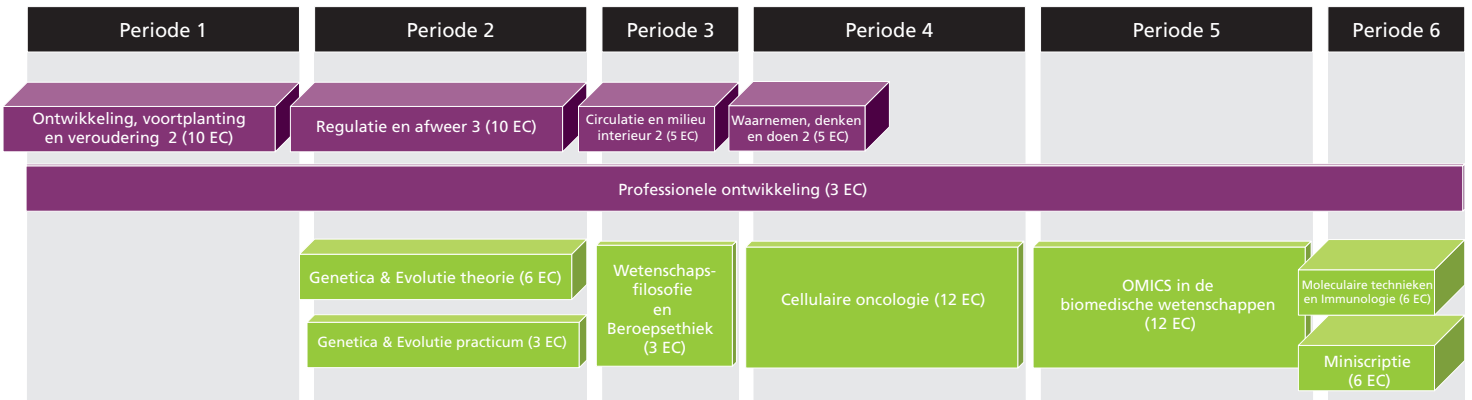 Periode 1
Periode 2
Periode 3
Periode 4
Periode 5
Periode 6
Ontwikkeling, voortplanting
en veroudering 2 (10 EC)
Regulatie en afweer 3 (10 EC)
Circulatie en milieu
interieur 2 (5 EC)
Waarnemen, denken
en doen 2 (5 EC)
Professionele ontwikkeling (3 EC)
Genetica & Evolutie theorie (6 EC)
Genetica & Evolutie practicum (3 EC)
Wetenschaps-
filosofie
en
Beroepsethiek
(3 EC)
Cellulaire oncologie (12 EC)
OMICS in de
biomedische wetenschappen
(12 EC)
Moleculaire technieken
en Immunologie (6 EC)
Miniscriptie
(6 EC)